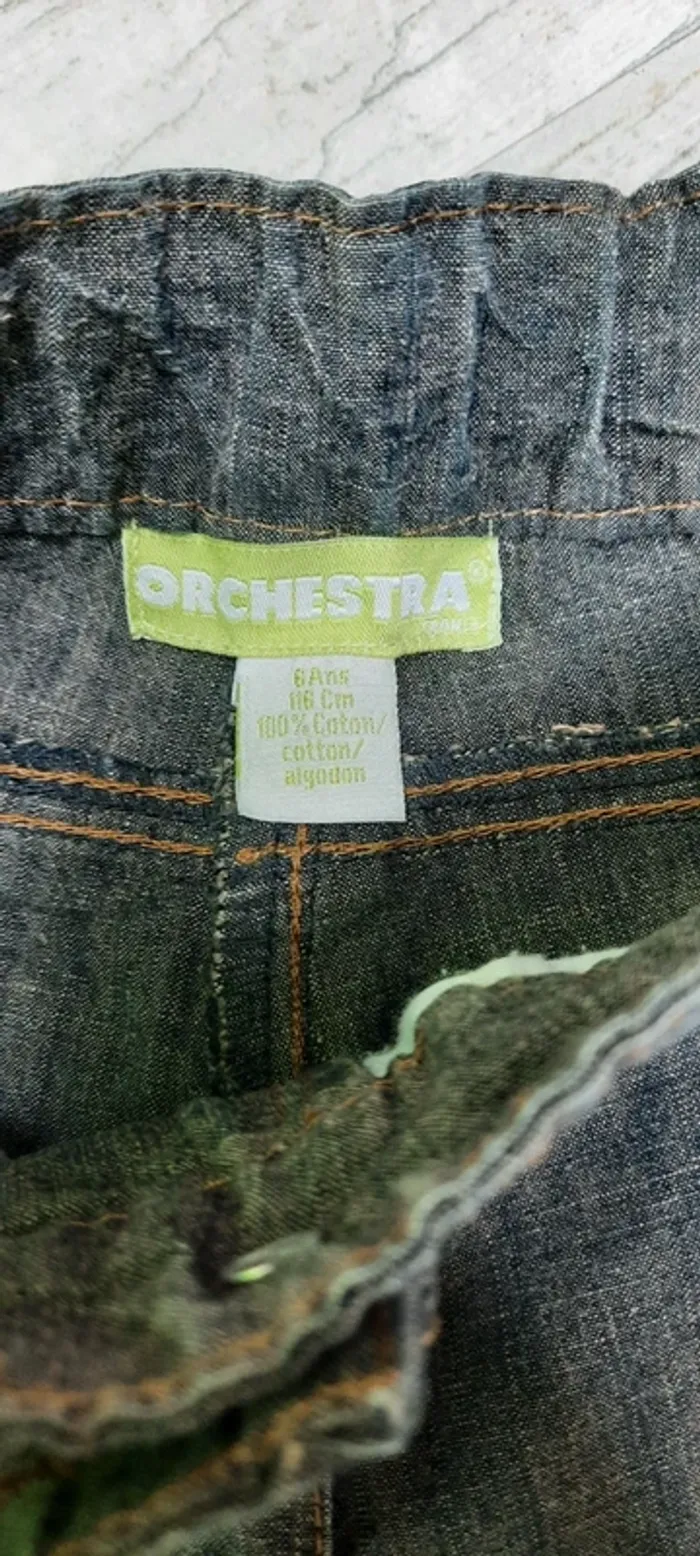 ORCHESTRA®
6 Ans
116 Cm
100 % Coton/
cotton/
algodon